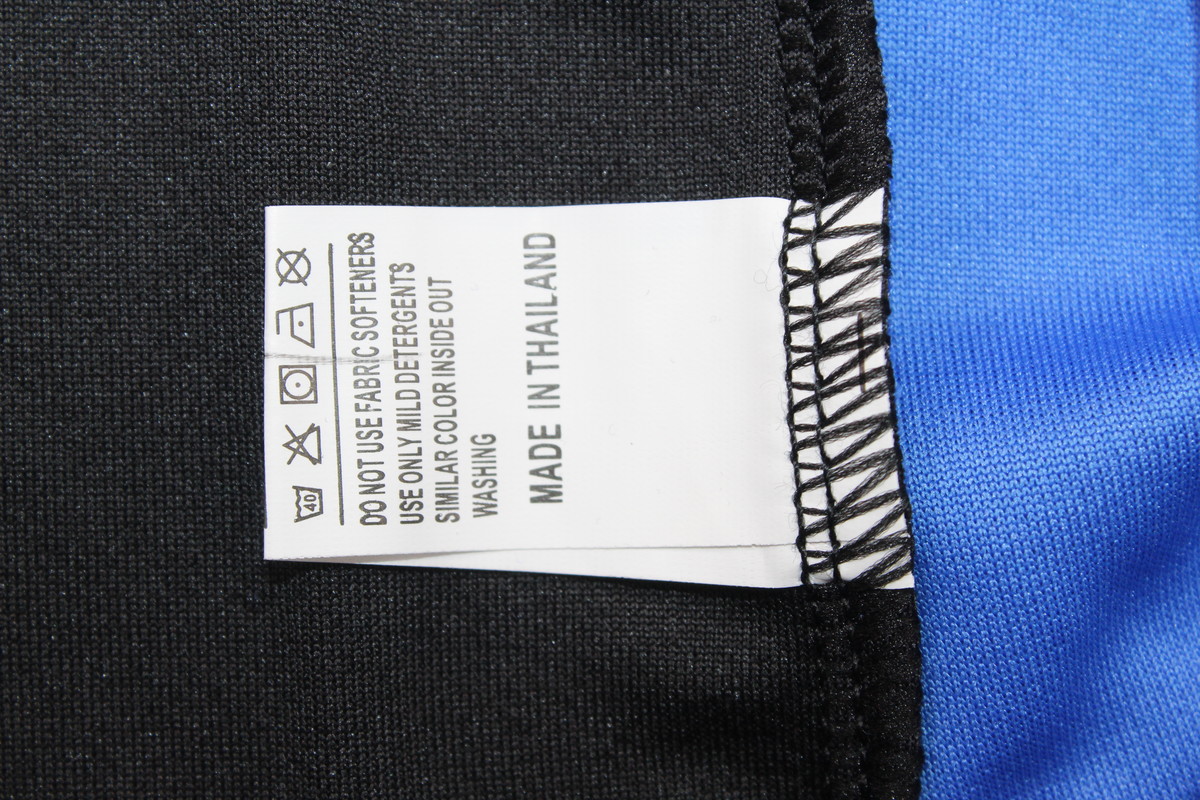 40
DO NOT USE FABRIC SOFTENERS
USE ONLY MILD DETERGENTS
SIMILAR COLOR INSIDE OUT
WASHING
MADE IN THAILAND